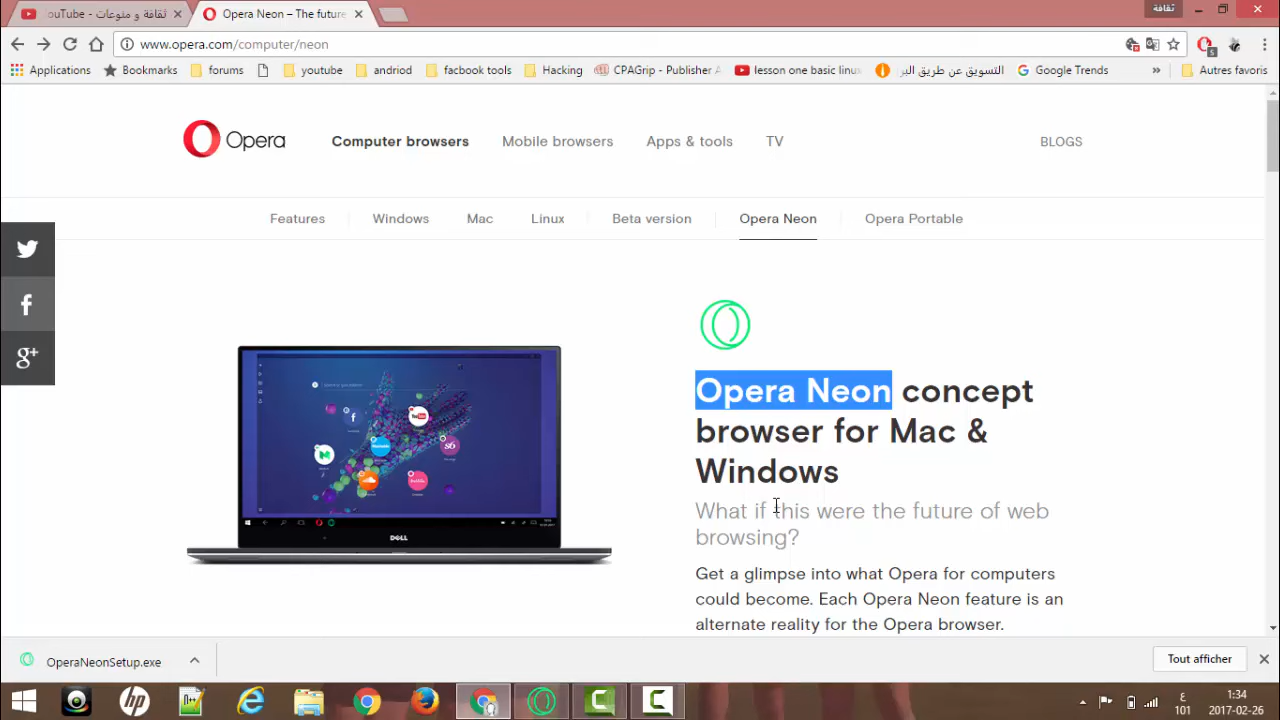 ثقافة و منوعات - YouTube
Opera Neon – The future
ثقافة
www.opera.com/computer/neon
Applications
Bookmarks
forums
youtube
andriod
facbook tools
Hacking
CPAGrip - Publisher A
lesson one basic linux
التسويق عن طريق البر
Google Trends
»
Autres favoris
Opera
Computer browsers
Mobile browsers
Apps & tools
TV
BLOGS
Features
Windows
Mac
Linux
Beta version
Opera Neon
Opera Portable
Opera Neon concept
browser for Mac &
Windows
What if this were the future of web
browsing?
Get a glimpse into what Opera for computers
could become. Each Opera Neon feature is an
alternate reality for the Opera browser.
DELL
OperaNeonSetup.exe
Tout afficher
1:34
ع
101
2017-02-26